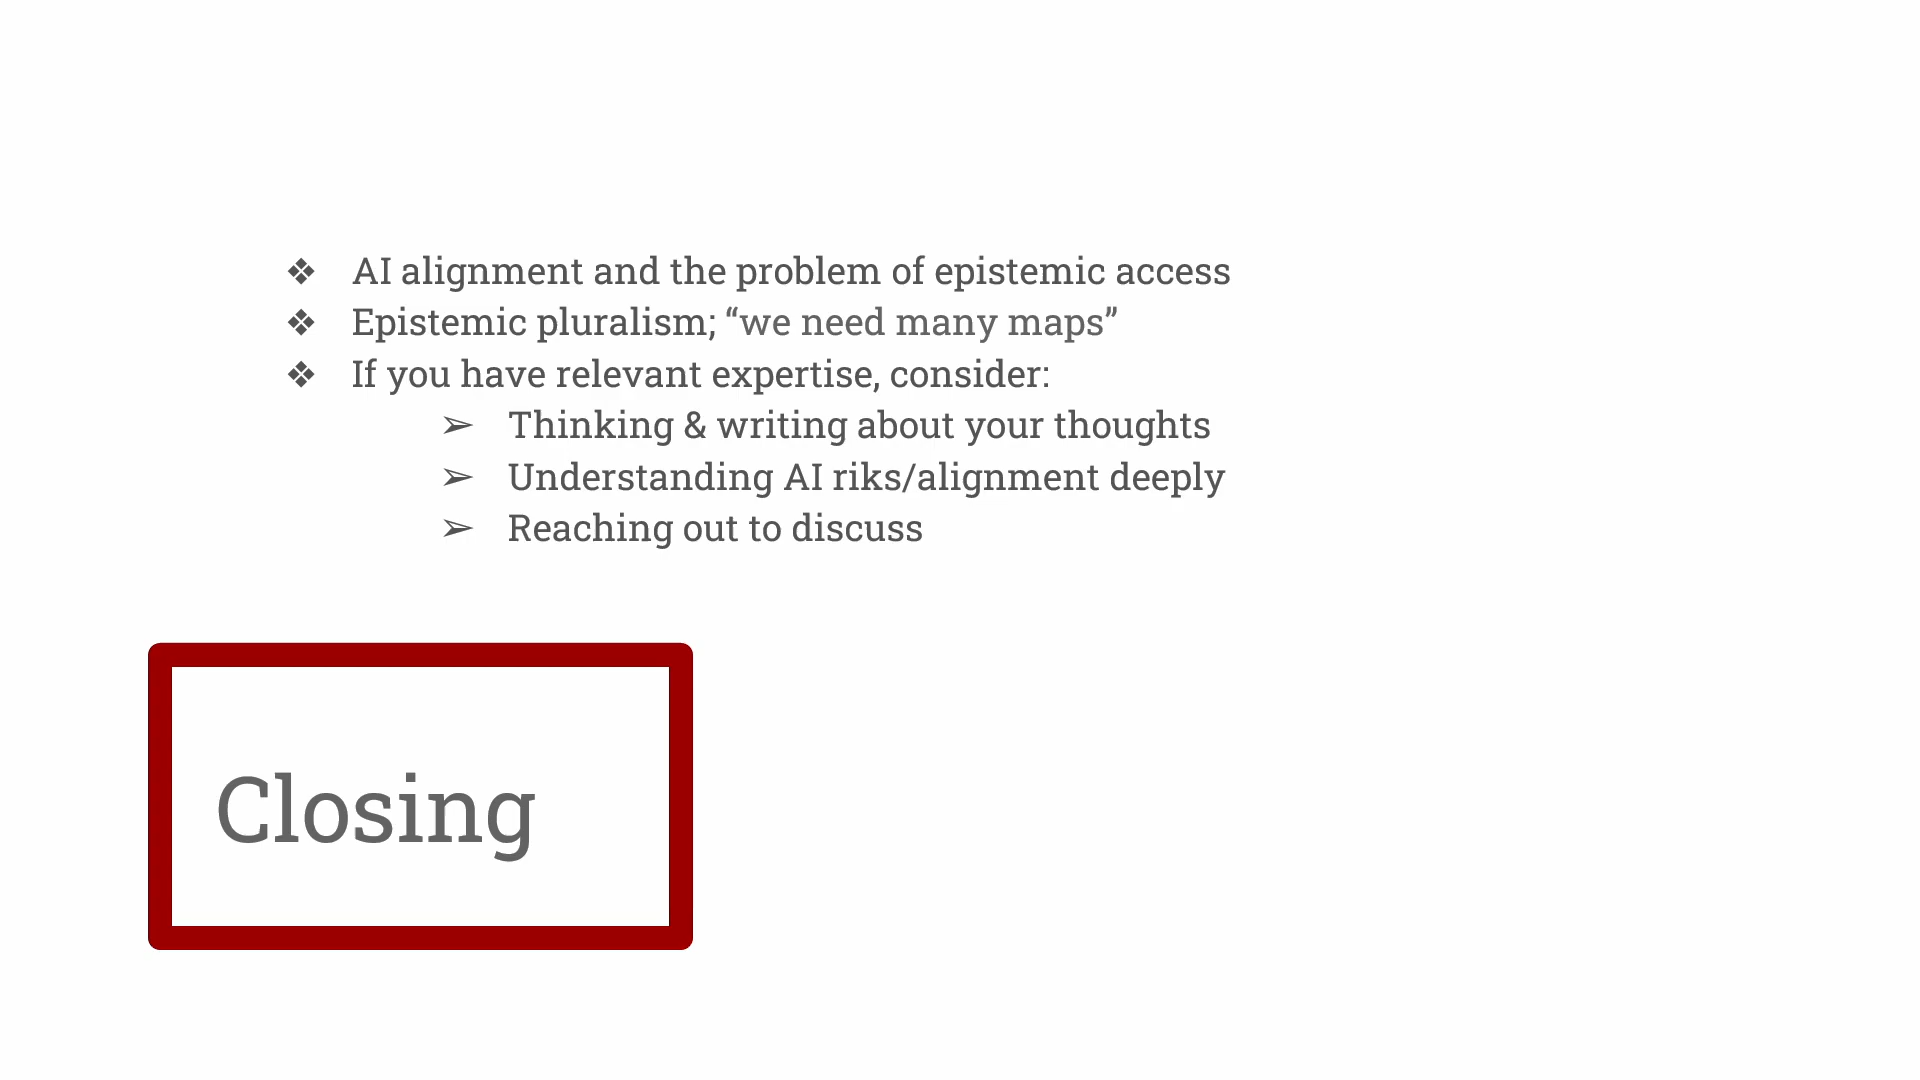 ❖ AI alignment and the problem of epistemic access
❖ Epistemic pluralism; “we need many maps”
❖ If you have relevant expertise, consider:
➢ Thinking & writing about your thoughts
➢ Understanding AI riks/alignment deeply
➢ Reaching out to discuss
Closing